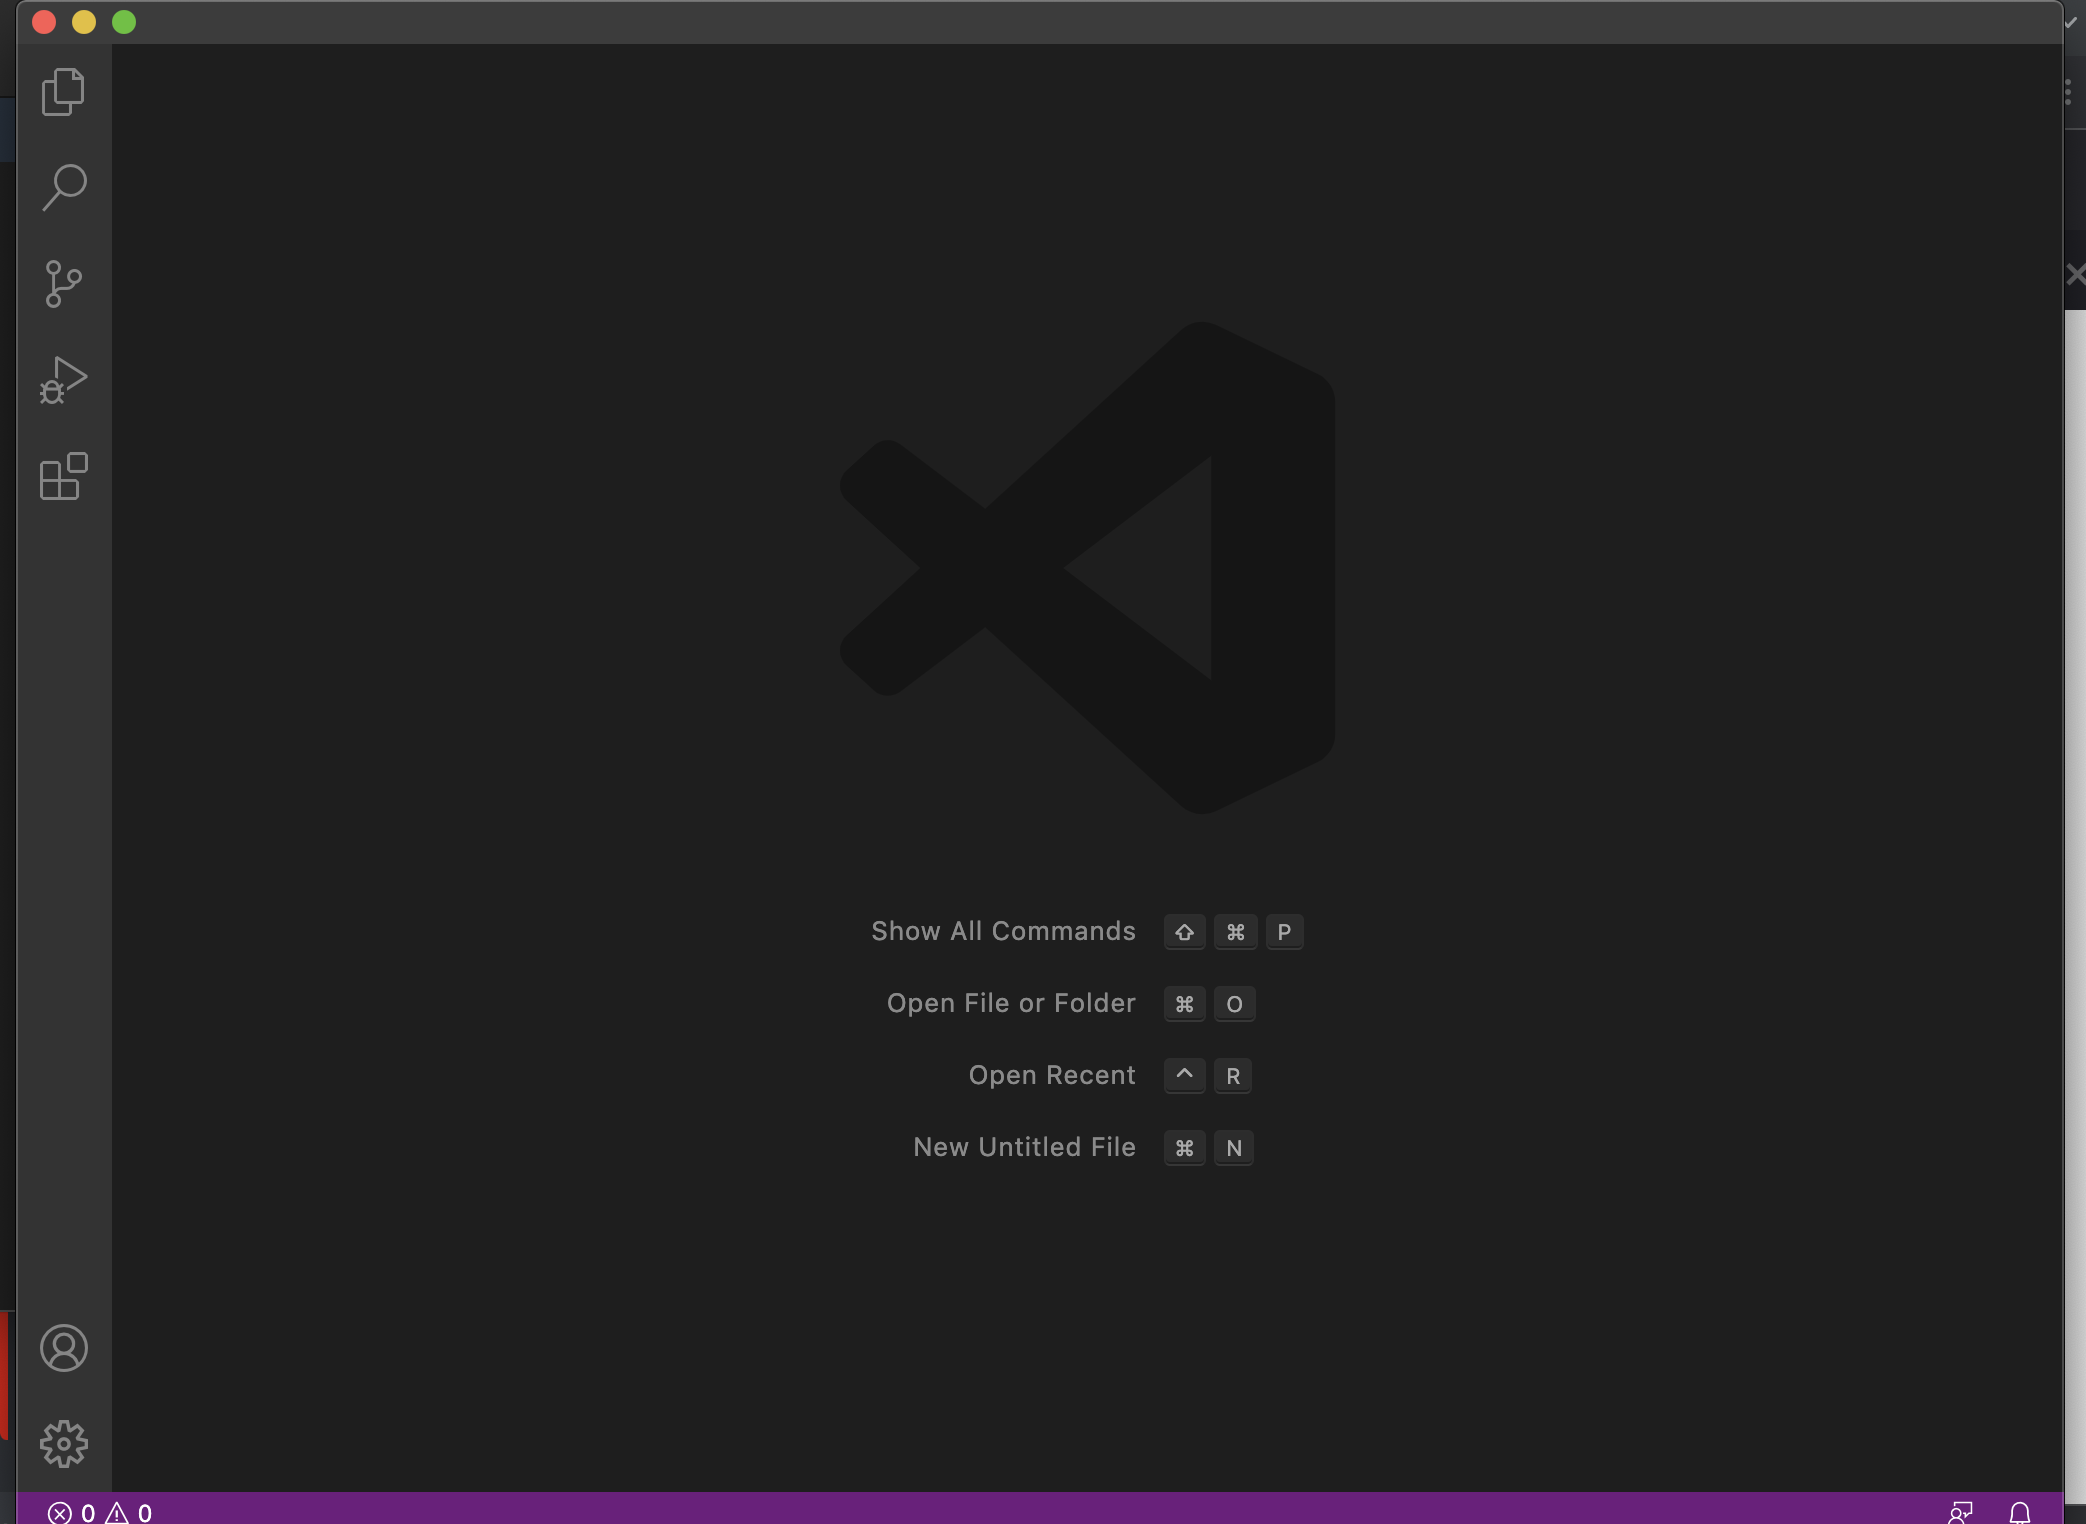 Show All Commands ⇧ ⌘ P
Open File or Folder ⌘ O
Open Recent ^ R
New Untitled File ⌘ N
0 0